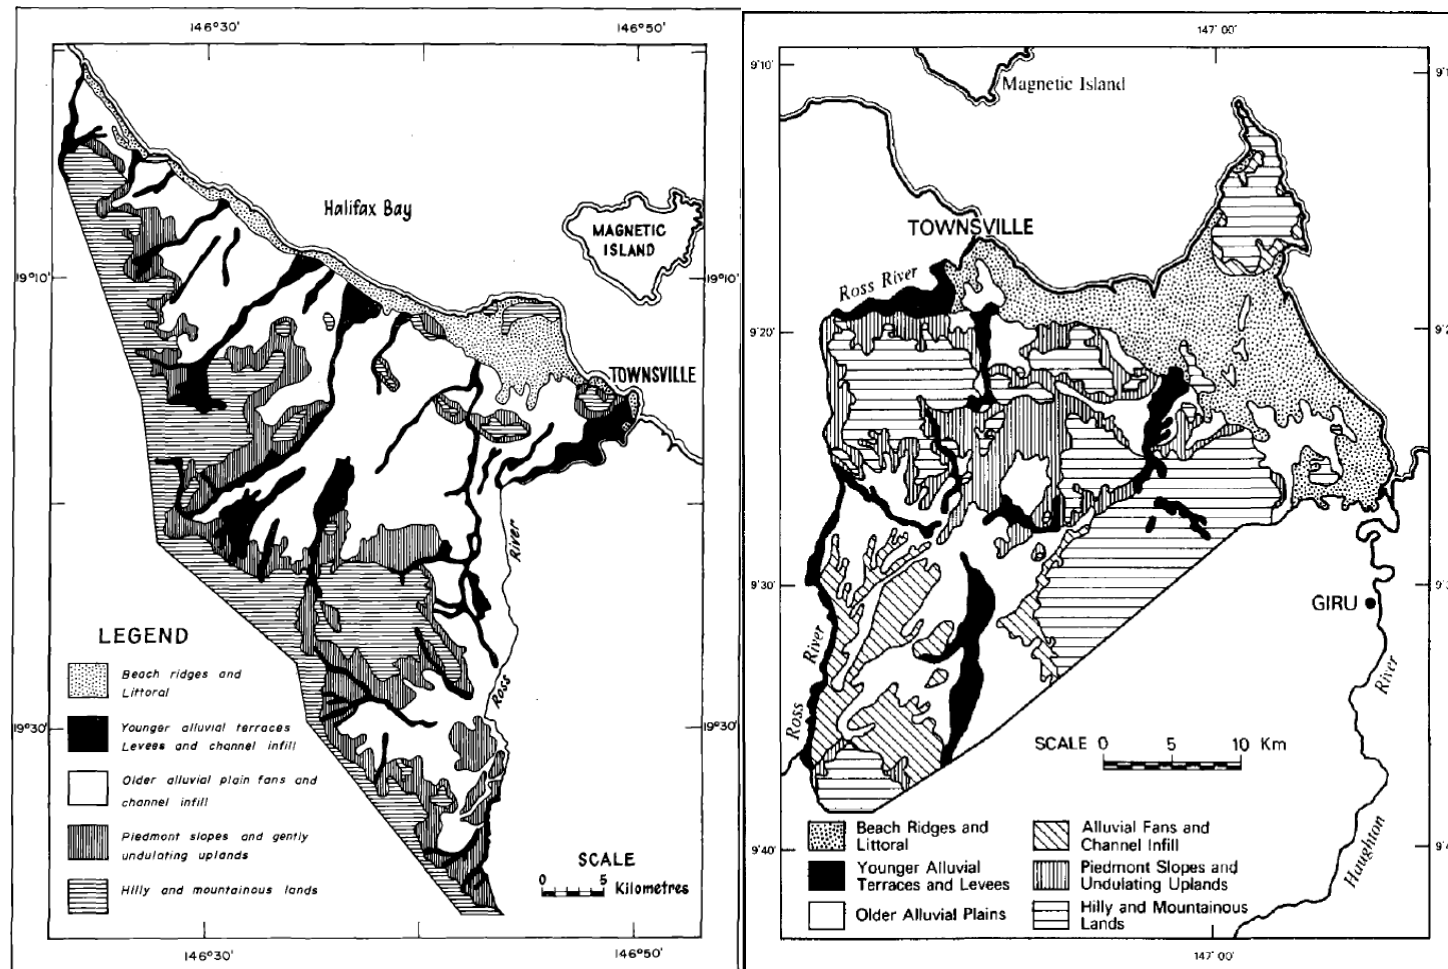 146°30'
146°50'
Halifax Bay
MAGNETIC
ISLAND
19°10'
19°10'
TOWNSVILLE
River
Ross
LEGEND
Beach ridges and
Littoral
Younger alluvial terraces
Levees and channel infill
Older alluvial plain fans and
channel infill
Piedmont slopes and gently
undulating uplands
Hilly and mountainous lands
19°30'
19°30'
SCALE
0 5
Kilometres
146°30'
146°50'
147°00'
9°10'
Magnetic Island
TOWNSVILLE
Ross River
9°20'
9°30'
GIRU
River
Ross
River
Haughton
SCALE 0 5 10 Km
Beach Ridges and
Littoral
Younger Alluvial
Terraces and Levees
Older Alluvial Plains
Alluvial Fans and
Channel Infill
Piedmont Slopes and
Undulating Uplands
Hilly and Mountainous
Lands
9°40'
147°00'